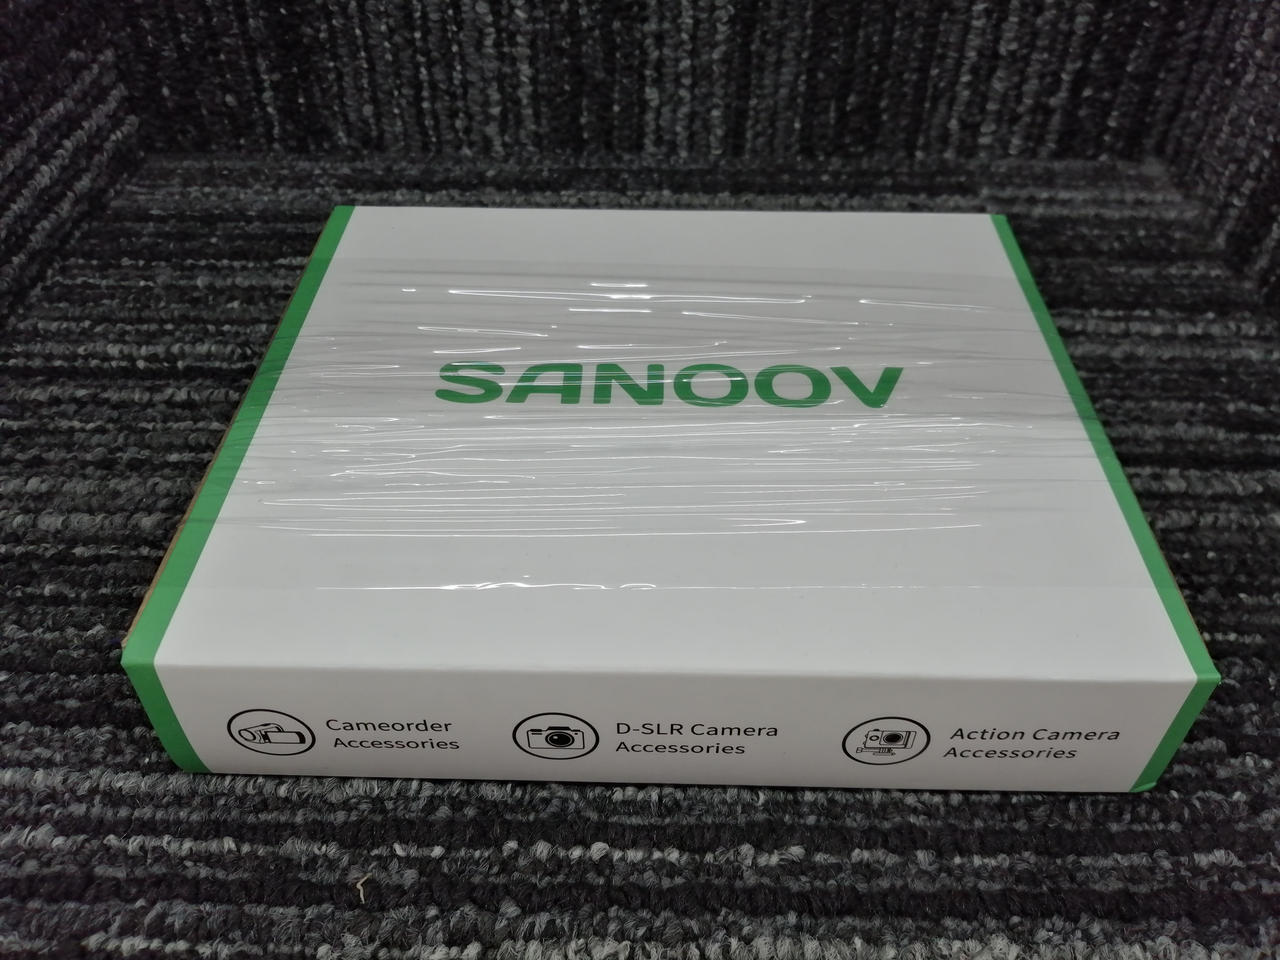 SANOOV
Cameorder
Accessories
D-SLR Camera
Accessories
Action Camera
Accessories